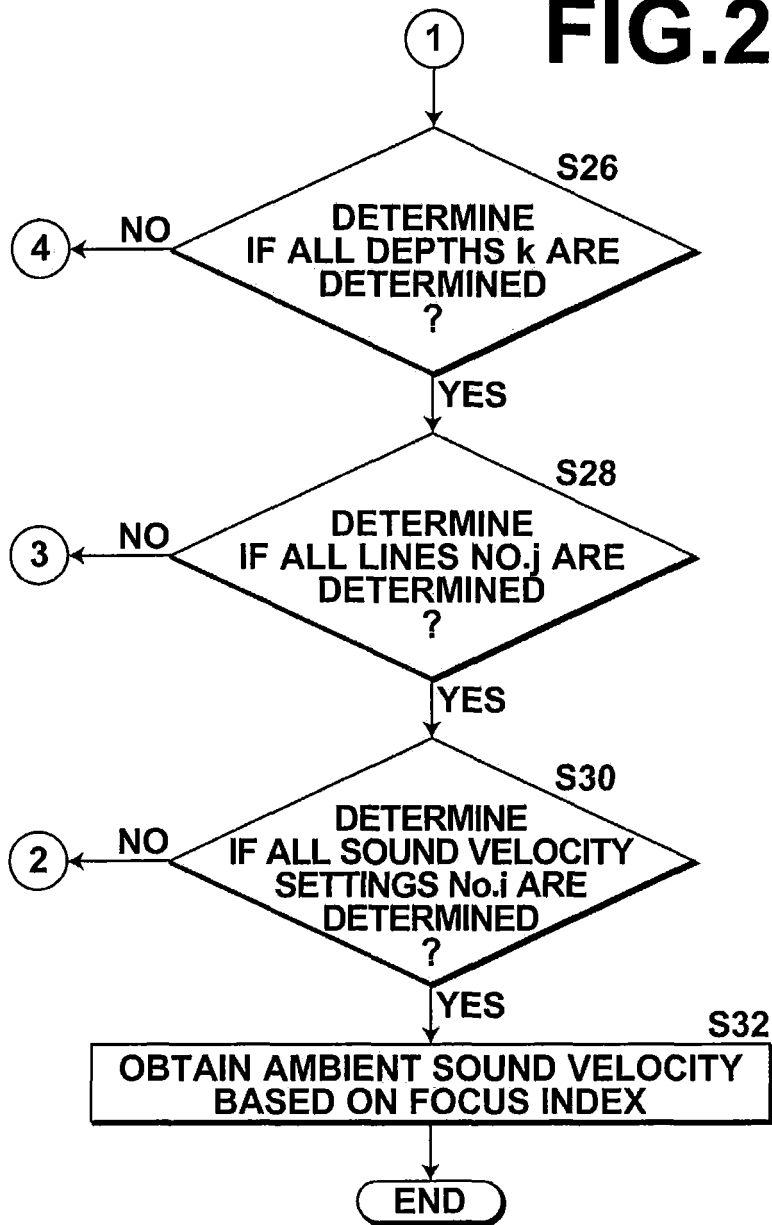 FIG.2
1
S26
DETERMINE
IF ALL DEPTHS k ARE
DETERMINED
?
NO
4
YES
S28
DETERMINE
IF ALL LINES NO.j ARE
DETERMINED
?
NO
3
YES
S30
DETERMINE
IF ALL SOUND VELOCITY
SETTINGS No.i ARE
DETERMINED
?
NO
2
YES
S32
OBTAIN AMBIENT SOUND VELOCITY
BASED ON FOCUS INDEX
END